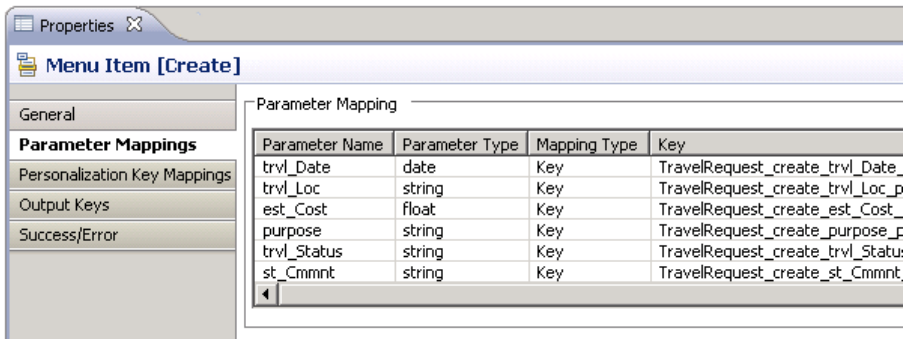 Properties
Menu Item [Create]
General
Parameter Mappings
Personalization Key Mappings
Output Keys
Success/Error
Parameter Mapping
Parameter Name Parameter Type Mapping Type Key
trvl_Date date Key TravelRequest_create_trvl_Date_
trvl_Loc string Key TravelRequest_create_trvl_Loc_p
est_Cost float Key TravelRequest_create_est_Cost_
purpose string Key TravelRequest_create_purpose_p
trvl_Status string Key TravelRequest_create_trvl_Status
st_Cmmnt string Key TravelRequest_create_st_Cmmnt_